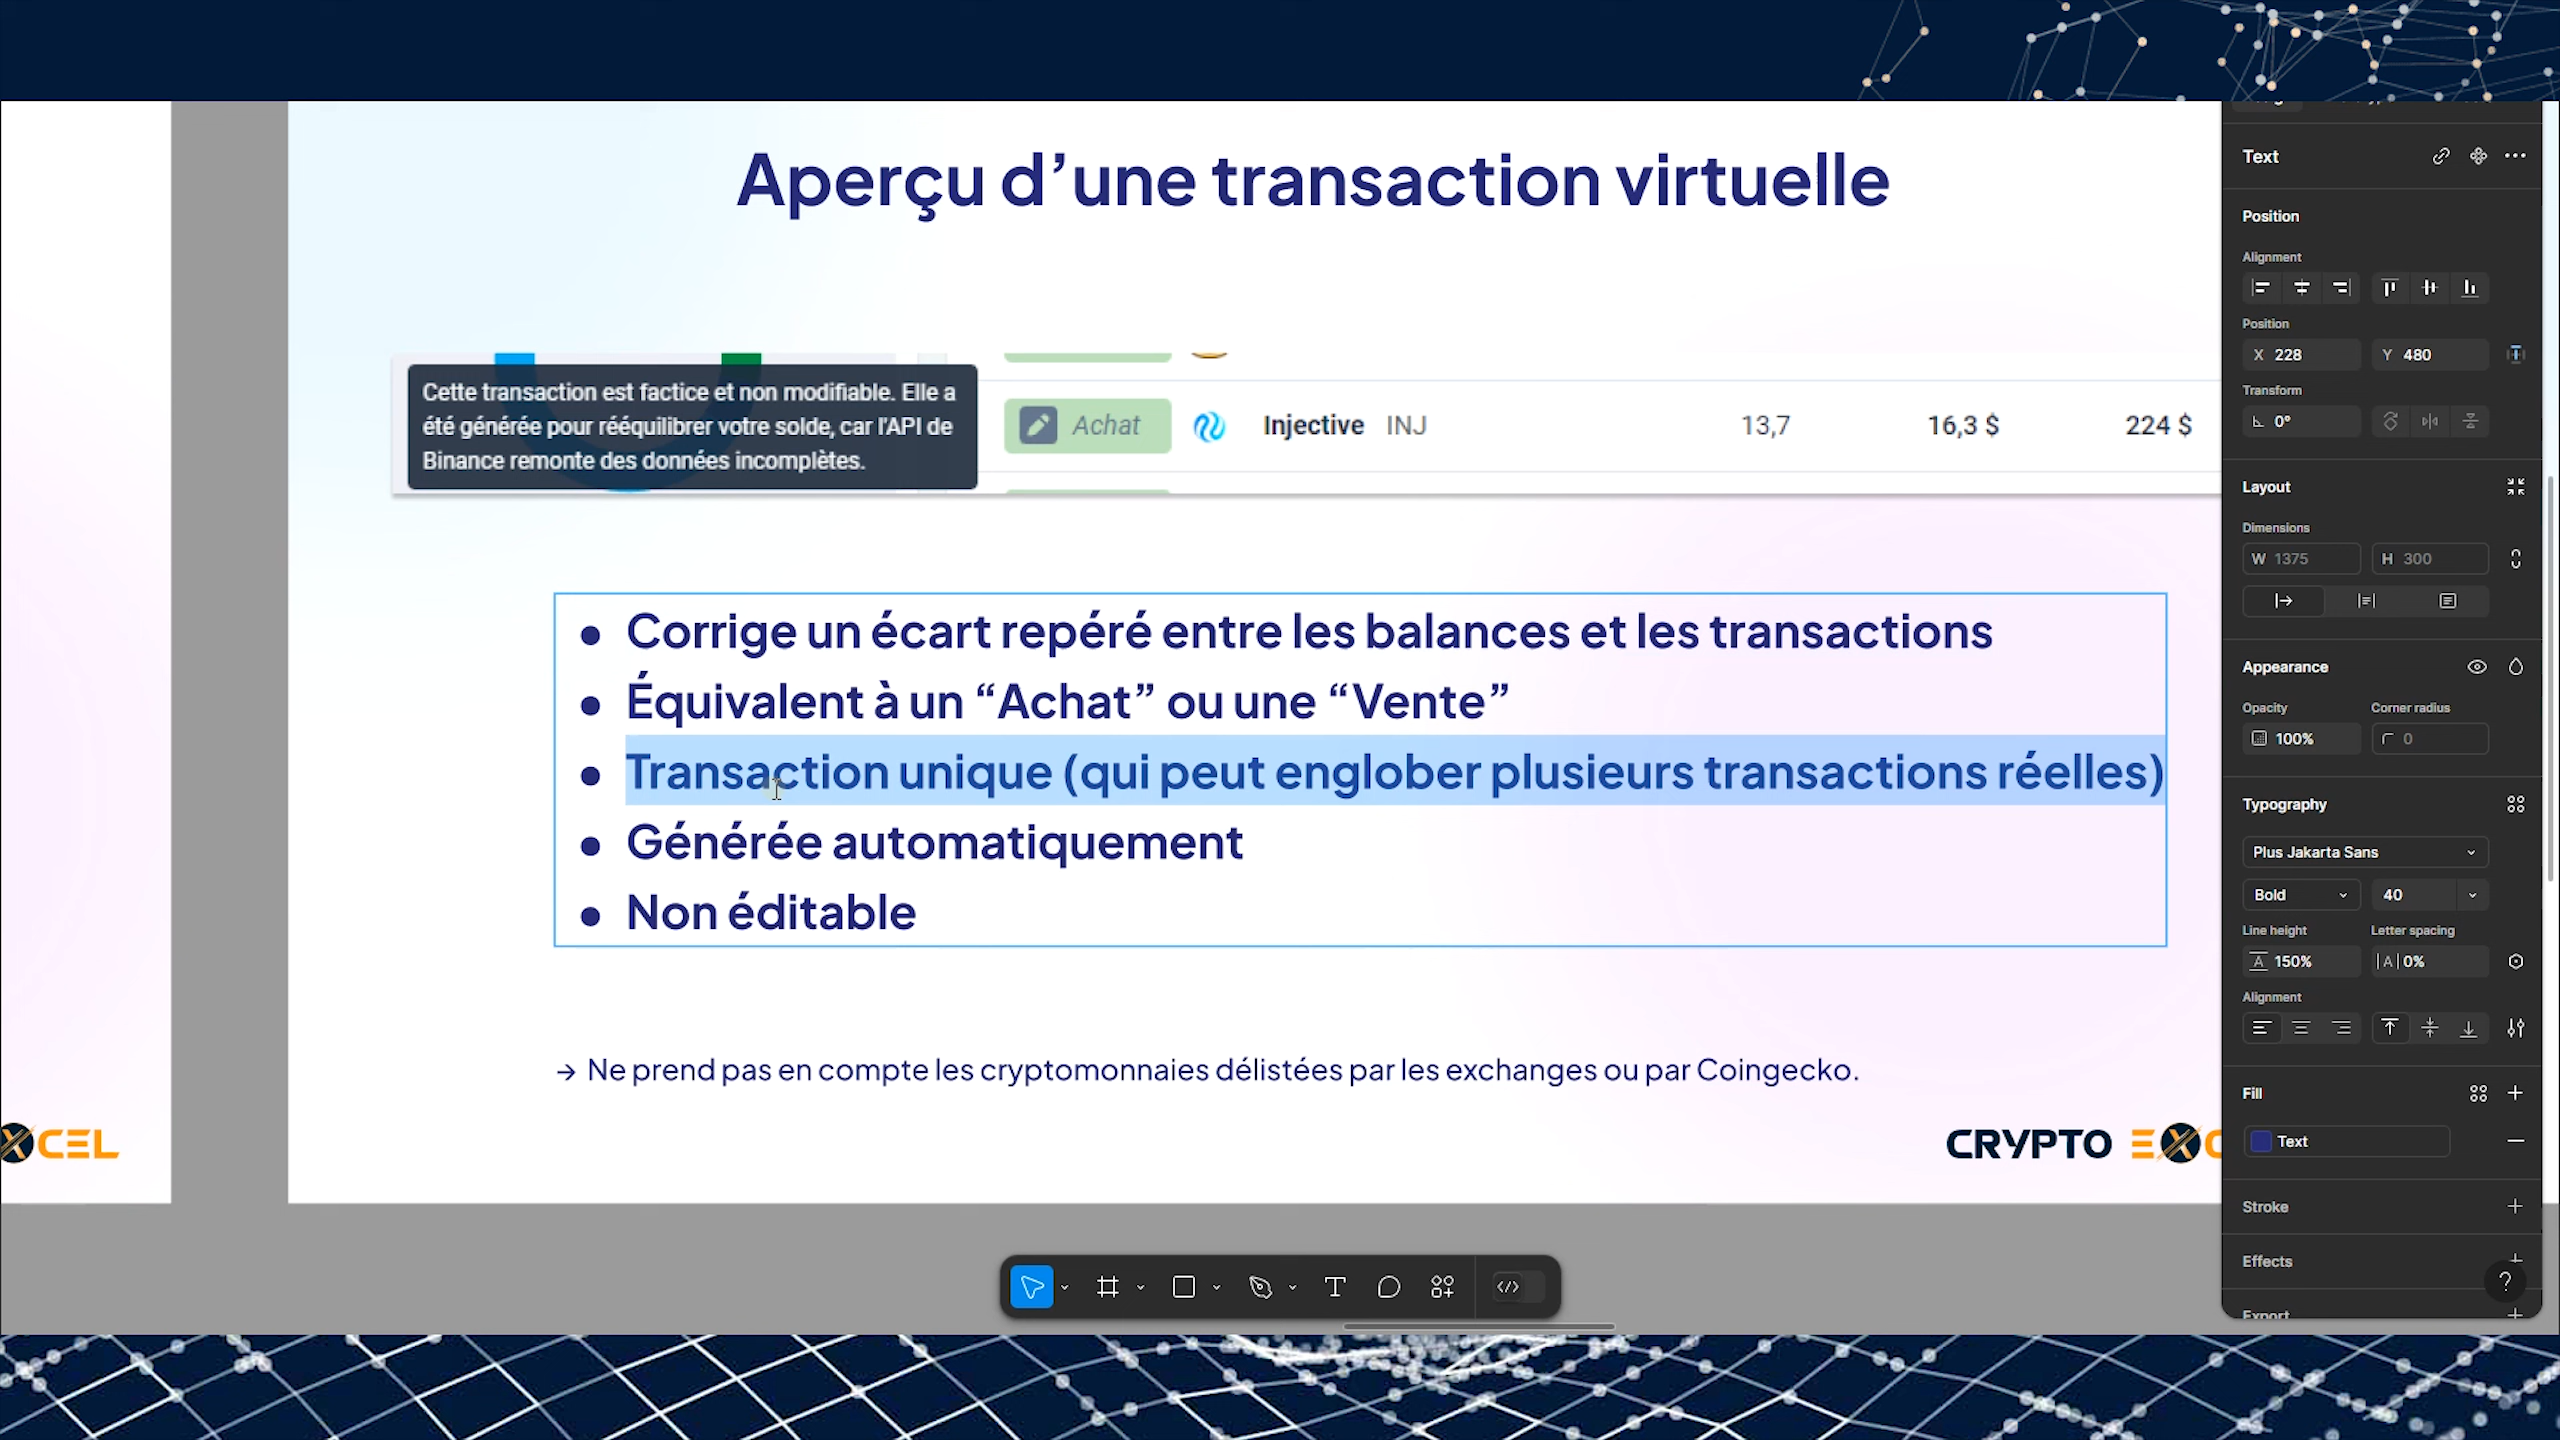 Aperçu d’une transaction virtuelle
Cette transaction est factice et non modifiable. Elle a
été générée pour rééquilibrer votre solde, car l'API de
Binance remonte des données incomplètes.
Achat Injective INJ 13,7 16,3 $ 224 $
● Corrige un écart repéré entre les balances et les transactions
● Équivalent à un “Achat” ou une “Vente”
● Transaction unique (qui peut englober plusieurs transactions réelles)
● Générée automatiquement
● Non éditable
→ Ne prend pas en compte les cryptomonnaies délistées par les exchanges ou par Coingecko.
XCEL
CRYPTO EXC
Text
Position
Alignment
Position
X 228 Y 480
Transform
0°
Layout
Dimensions
W 1375 H 300
Appearance
Opacity Corner radius
100% 0
Typography
Plus Jakarta Sans
Bold 40
Line height Letter spacing
150% 0%
Alignment
Fill
Text
Stroke
Effects
Export